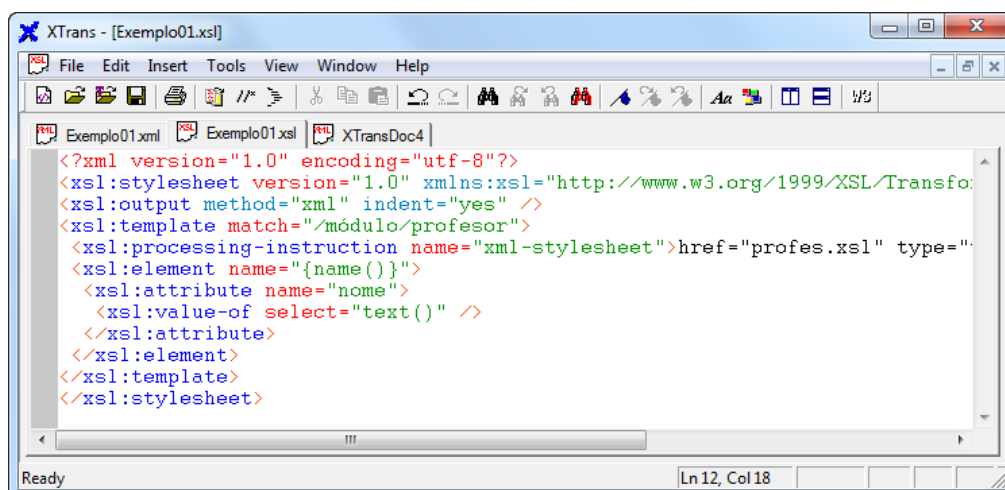 XTrans - [Exemplo01.xsl]
File Edit Insert Tools View Window Help
Exemplo01.xml Exemplo01.xsl XTransDoc4
<?xml version="1.0" encoding="utf-8"?>
<xsl:stylesheet version="1.0" xmlns:xsl="http://www.w3.org/1999/XSL/Transfo
<xsl:output method="xml" indent="yes" />
<xsl:template match="/módulo/profesor">
<xsl:processing-instruction name="xml-stylesheet">href="profes.xsl" type="
<xsl:element name="{name()}">
<xsl:attribute name="nome">
<xsl:value-of select="text()" />
</xsl:attribute>
</xsl:element>
</xsl:template>
</xsl:stylesheet>
Ready Ln 12, Col 18